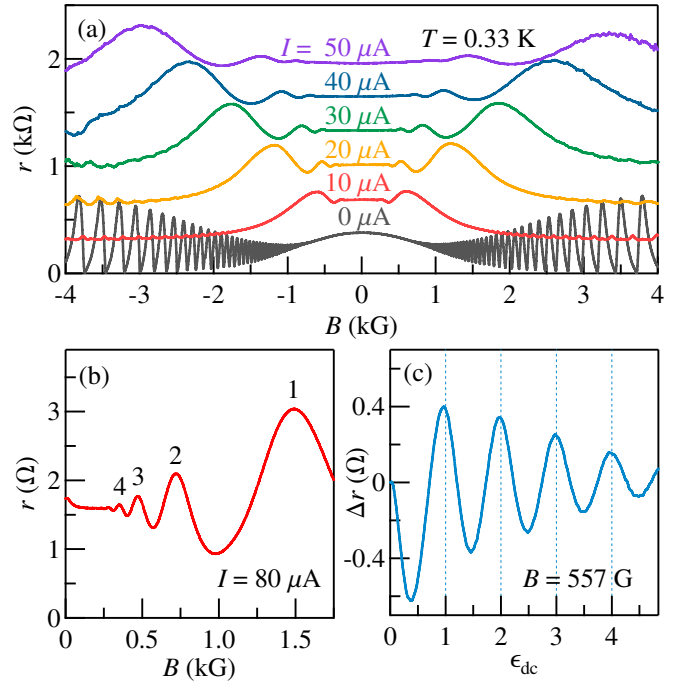 (a)
I = 50 μA
T = 0.33 K
40 μA
30 μA
20 μA
10 μA
0 μA
r (kΩ)
2
1
0
-4 -3 -2 -1 0 1 2 3 4
B (kG)
(b)
1
2
3
4
r (Ω)
3
2
1
0
I = 80 μA
0 0.5 1.0 1.5
B (kG)
(c)
Δr (Ω)
0.4
0
-0.4
B = 557 G
0 1 2 3 4
ϵdc